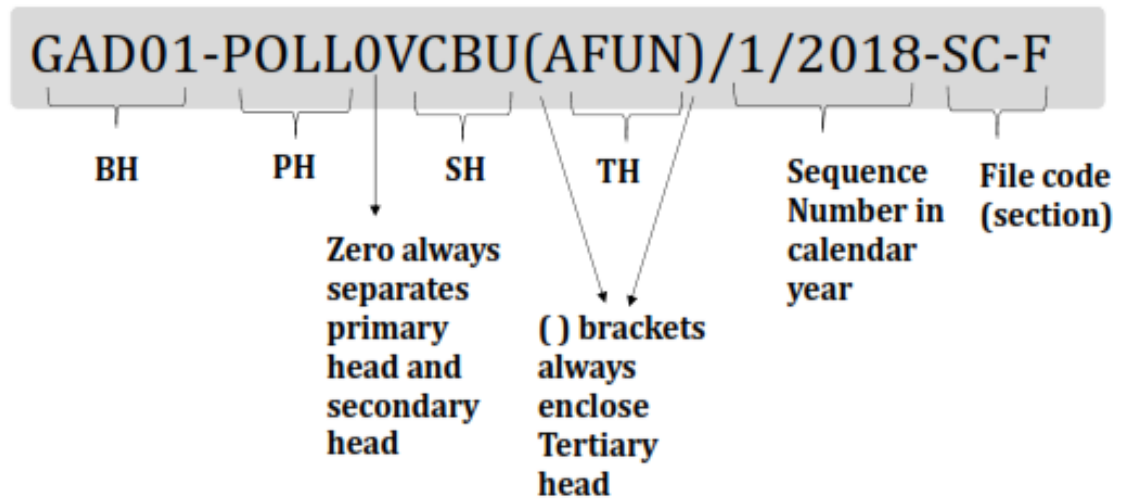 GAD01-POLL0VCBU(AFUN)/1/2018-SC-F
BH
PH
SH
TH
Sequence
Number in
calendar
year
File code
(section)
Zero always
separates
primary
head and
secondary
head
( ) brackets
always
enclose
Tertiary
head